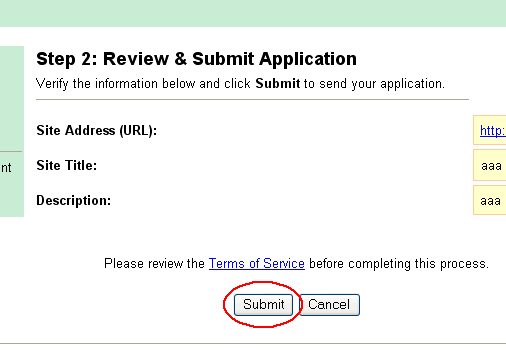 Step 2: Review & Submit Application
Verify the information below and click Submit to send your application.
Site Address (URL): http:
nt Site Title: aaa
Description: aaa
Please review the Terms of Service before completing this process.
Submit Cancel